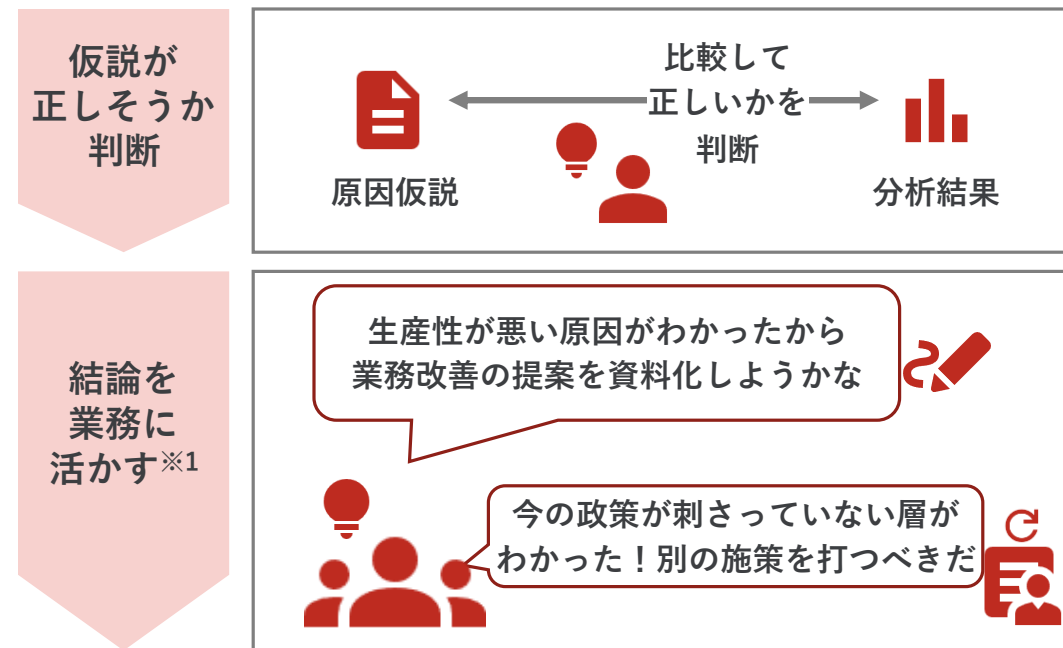 仮説が
正しそうか
判断
比較して
正しいかを
判断
原因仮説
分析結果
結論を
業務に
活かす※1
生産性が悪い原因がわかったから
業務改善の提案を資料化しようかな
今の政策が刺さっていない層が
わかった！別の施策を打つべきだ